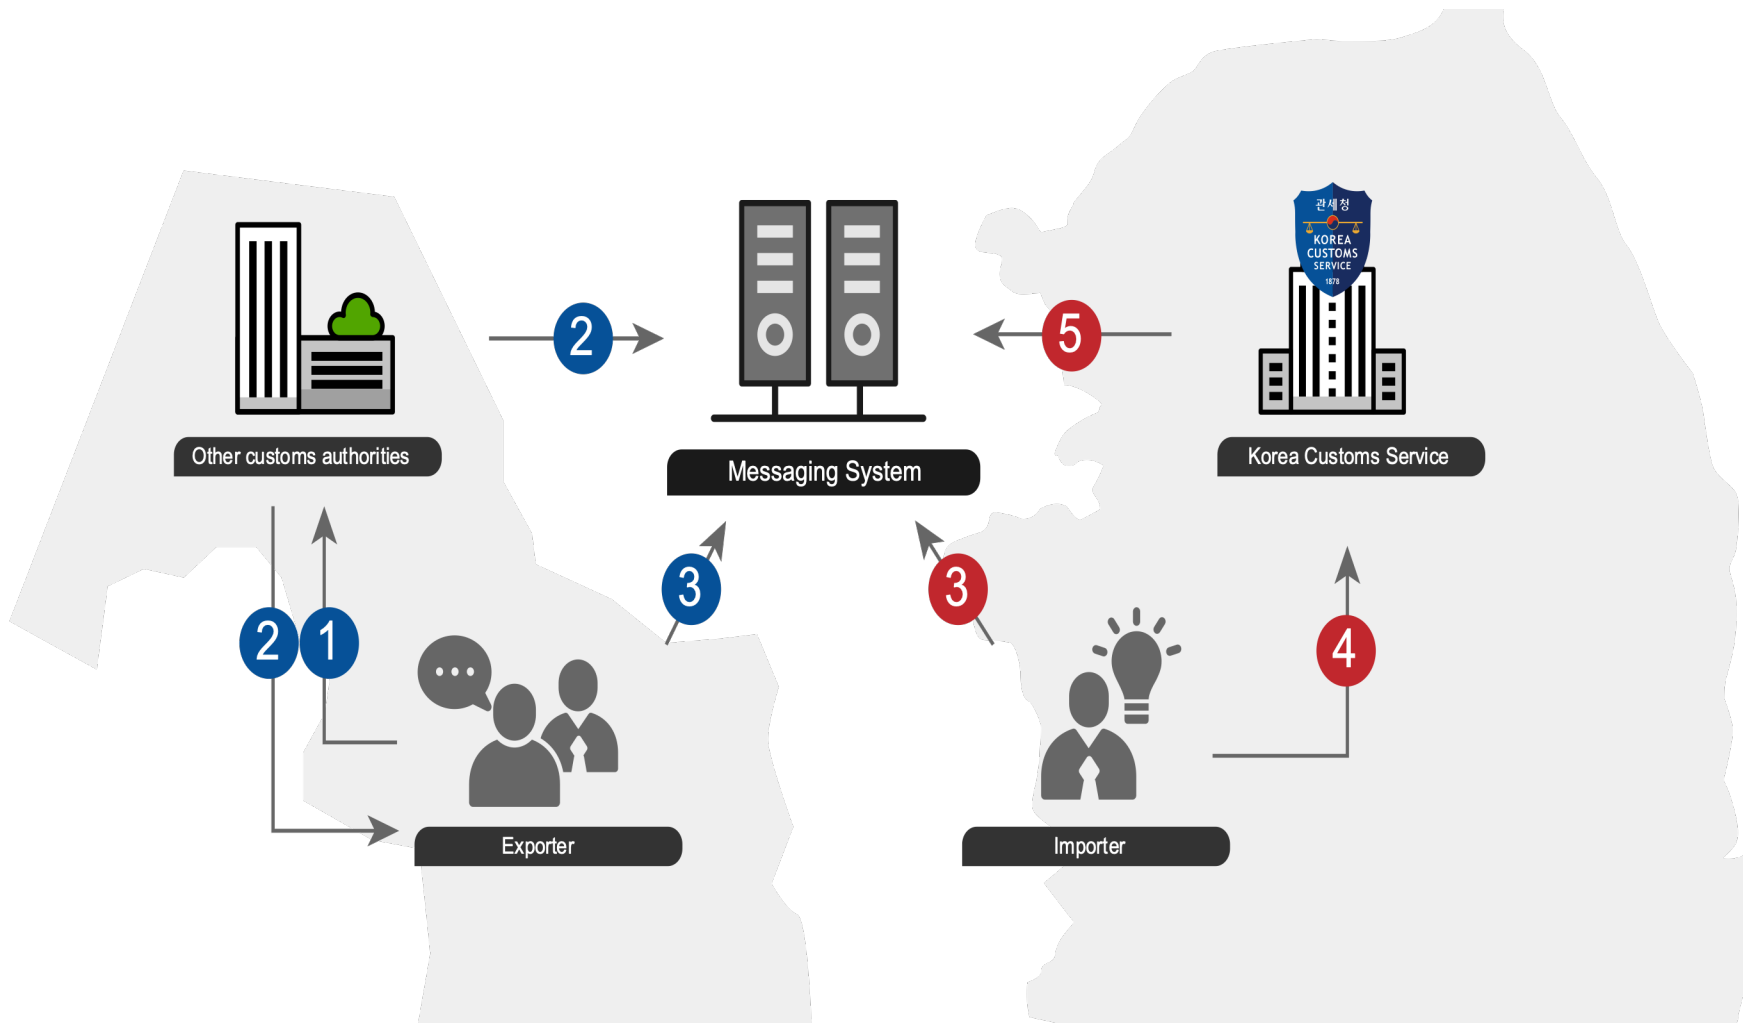 관세청
KOREA
CUSTOMS
SERVICE
1878
2
5
Other customs authorities
Messaging System
Korea Customs Service
3
3
2
1
4
Exporter
Importer